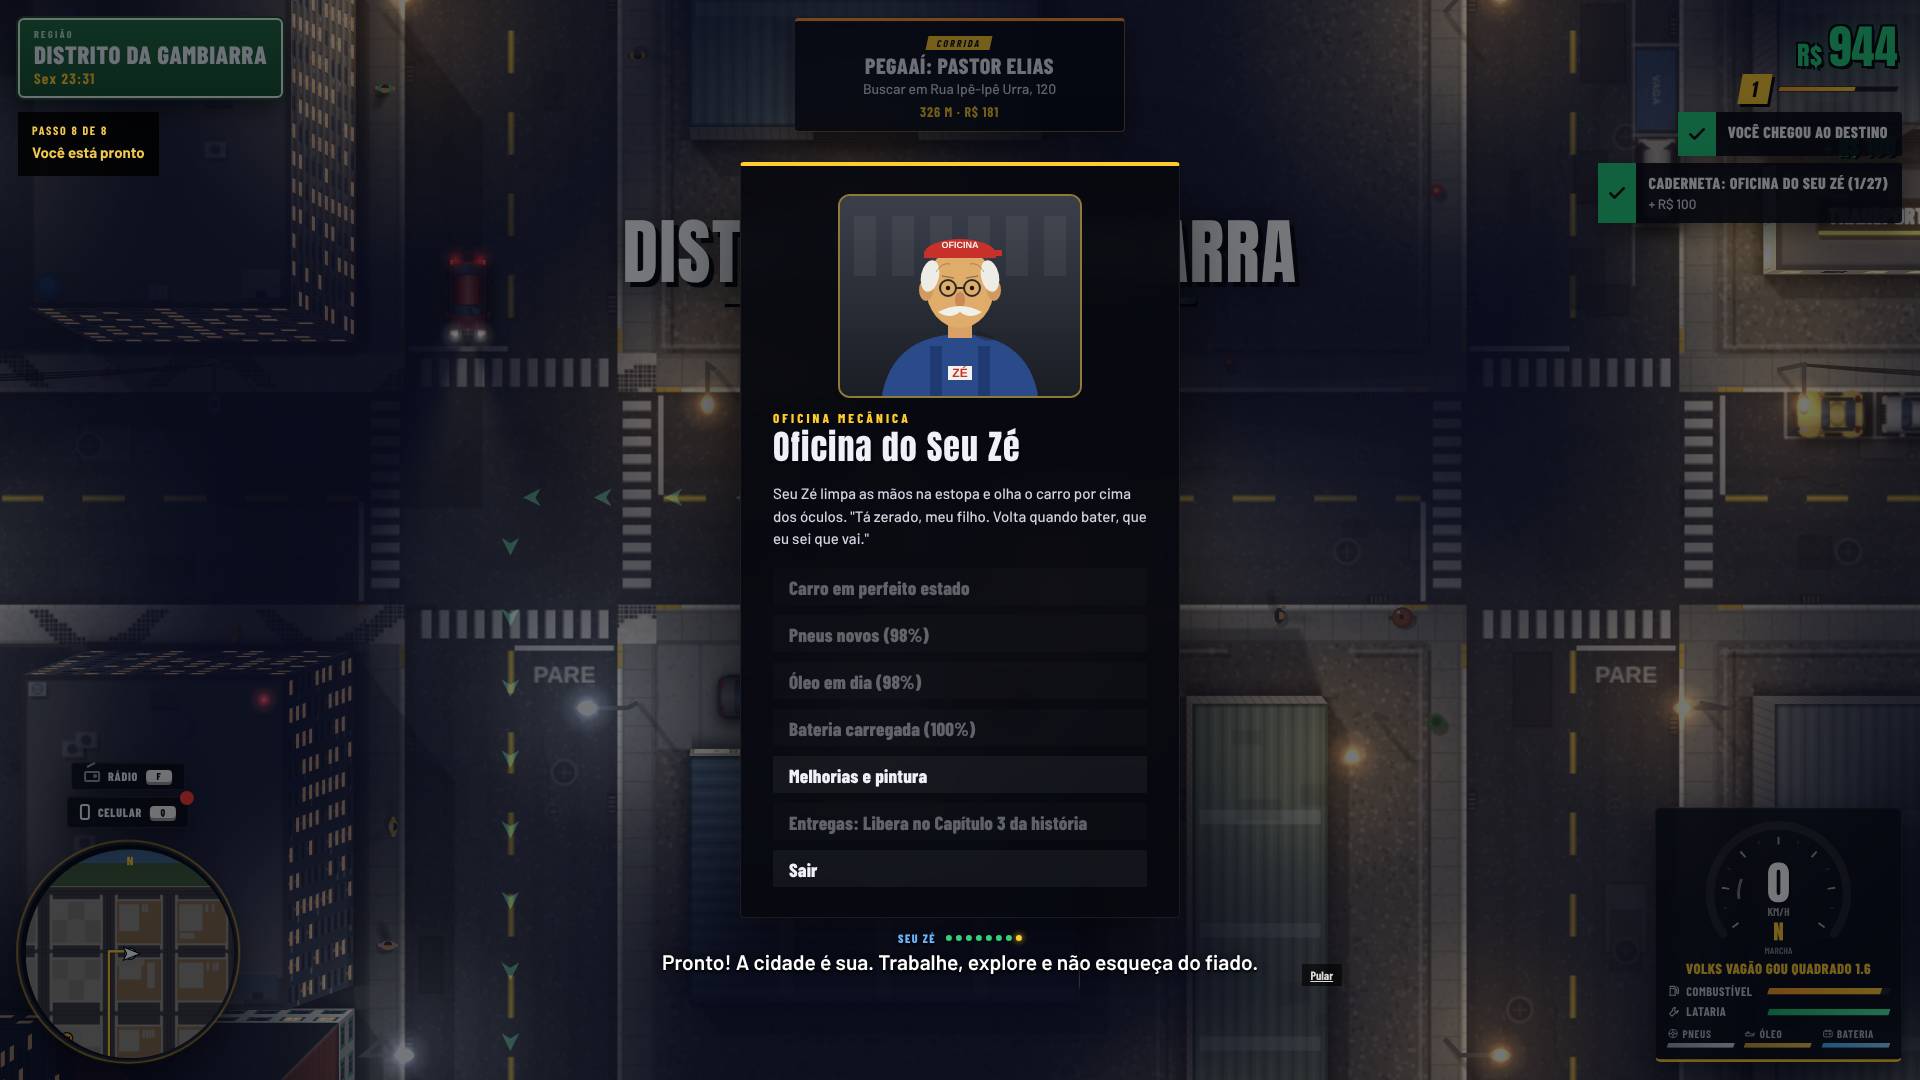 REGIÃO
DISTRITO DA GAMBIARRA
Sex 23:31
PASSO 8 DE 8
Você está pronto
CORRIDA
PEGAAÍ: PASTOR ELIAS
Buscar em Rua Ipê-Ipê Urra, 120
326 M · R$ 181
R$ 944
1
VOCÊ CHEGOU AO DESTINO
CADERNETA: OFICINA DO SEU ZÉ (1/27)
+ R$ 100
DIST
ARRA
OFICINA
ZÉ
OFICINA MECÂNICA
Oficina do Seu Zé
Seu Zé limpa as mãos na estopa e olha o carro por cima
dos óculos. "Tá zerado, meu filho. Volta quando bater, que
eu sei que vai."
Carro em perfeito estado
Pneus novos (98%)
Óleo em dia (98%)
Bateria carregada (100%)
Melhorias e pintura
Entregas: Libera no Capítulo 3 da história
Sair
PARE
PARE
RÁDIO F
CELULAR
N
SEU ZÉ
Pronto! A cidade é sua. Trabalhe, explore e não esqueça do fiado.
Pular
0
KM/H
N
MARCHA
VOLKS VAGÃO GOU QUADRADO 1.6
COMBUSTÍVEL
LATARIA
PNEUS
ÓLEO
BATERIA